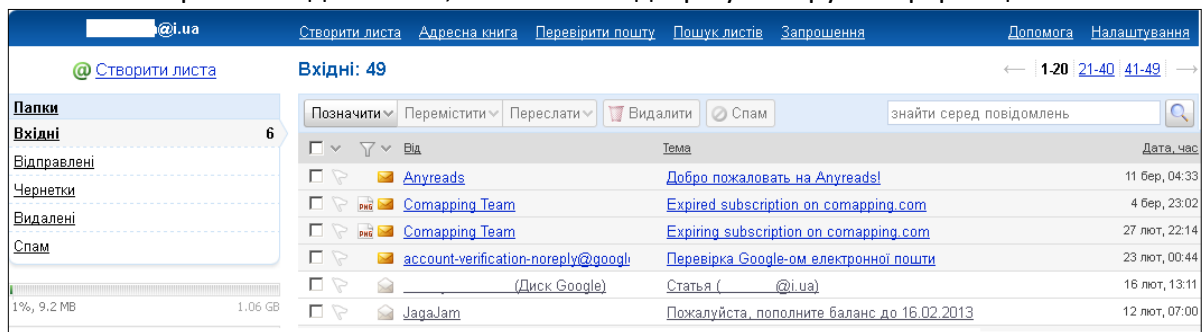 @i.ua
Створити листа Адресна книга Перевірити пошту Пошук листів Запрошення Допомога Налаштування
@ Створити листа
Вхідні: 49
← 1-20 21-40 41-49 →
Папки
Вхідні 6
Відправлені
Чернетки
Видалені
Спам
1%, 9.2 MB 1.06 GB
Позначити Перемістити Переслати Видалити Спам знайти серед повідомлень
Від Тема Дата, час
Anyreads Добро пожаловать на Anyreads! 11 бер, 04:33
PNG Comapping Team Expired subscription on comapping.com 4 бер, 23:02
PNG Comapping Team Expiring subscription on comapping.com 27 лют, 22:14
account-verification-noreply@googl Перевірка Google-ом електронної пошти 23 лют, 00:44
(Диск Google) Статья ( @i.ua) 16 лют, 13:11
JagaJam Пожалуйста, пополните баланс до 16.02.2013 12 лют, 07:00